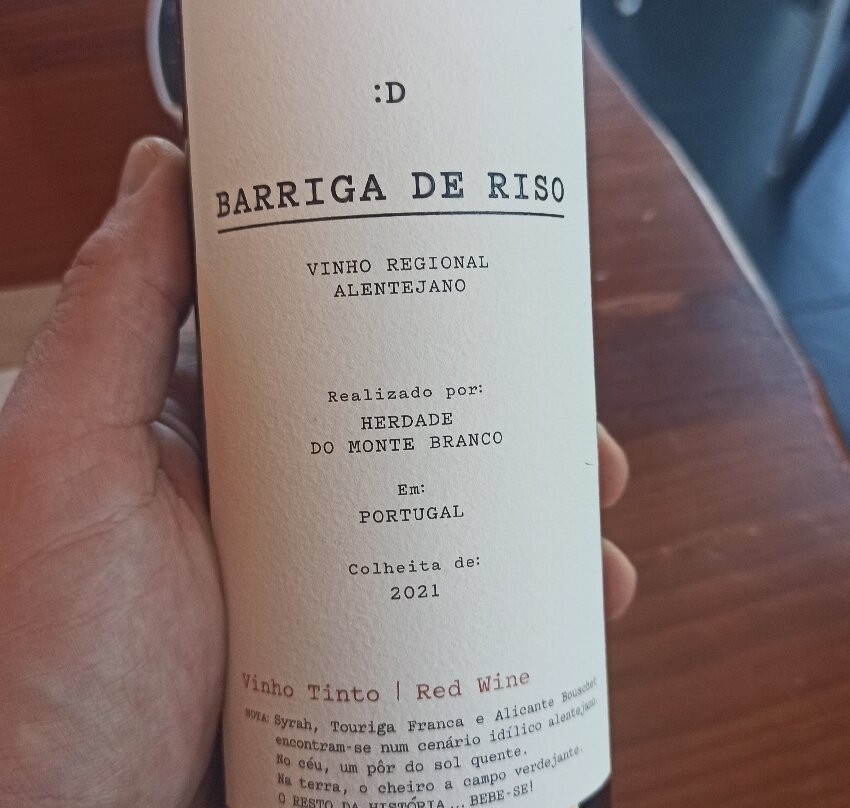 :D
BARRIGA DE RISO
VINHO REGIONAL
ALENTEJANO
Realizado por:
HERDADE
DO MONTE BRANCO
Em:
PORTUGAL
Colheita de:
2021
Vinho Tinto | Red Wine
NOTA: Syrah, Touriga Franca e Alicante Bouschet
encontram-se num cenário idílico alentejano.
No céu, um pôr do sol quente.
Na terra, o cheiro a campo verdejante.
O RESTO DA HISTÓRIA... BEBE-SE!